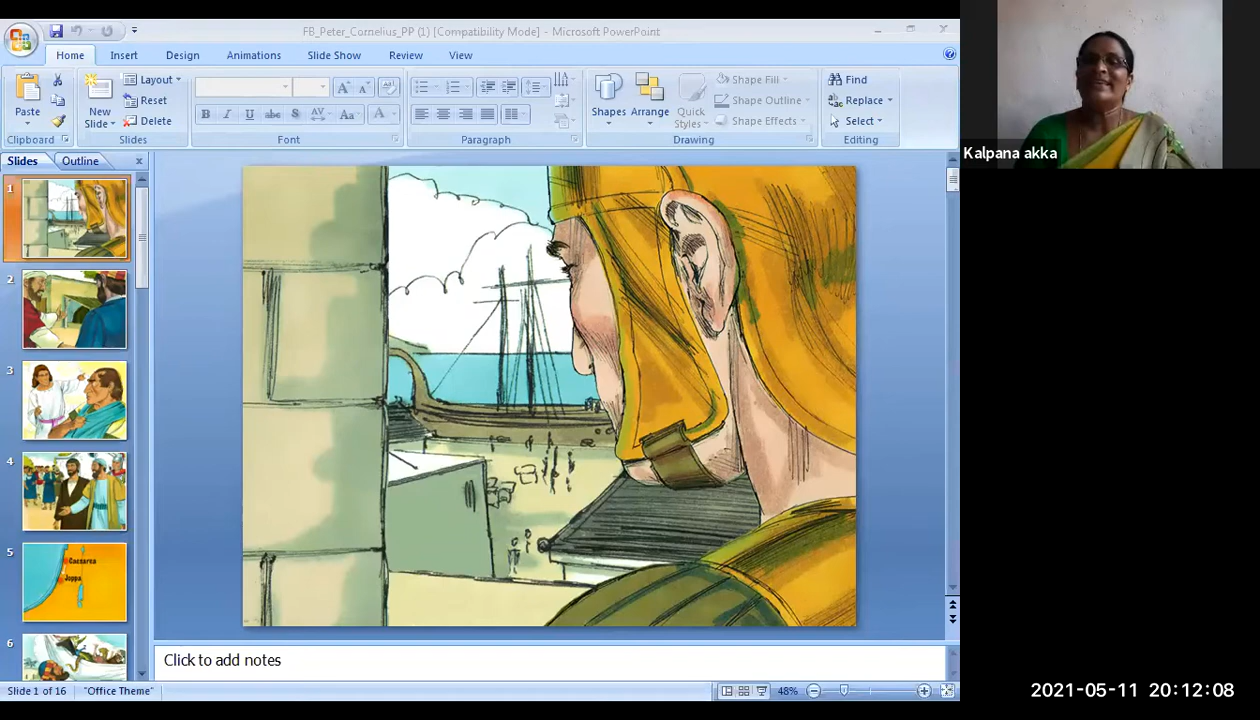 FB_Peter_Cornelius_PP (1) [Compatibility Mode] - Microsoft PowerPoint
Home Insert Design Animations Slide Show Review View
Paste
Clipboard
New Slide
Layout
Reset
Delete
Slides
B I U abc S AV Aa A
Font
Paragraph
Shapes
Arrange
Quick Styles
Shape Fill
Shape Outline
Shape Effects
Drawing
Find
Replace
Select
Editing
Slides Outline
1
2
3
4
5
Caesarea
Joppa
6
Click to add notes
Slide 1 of 16 "Office Theme" 48%
Kalpana akka
2021-05-11 20:12:08